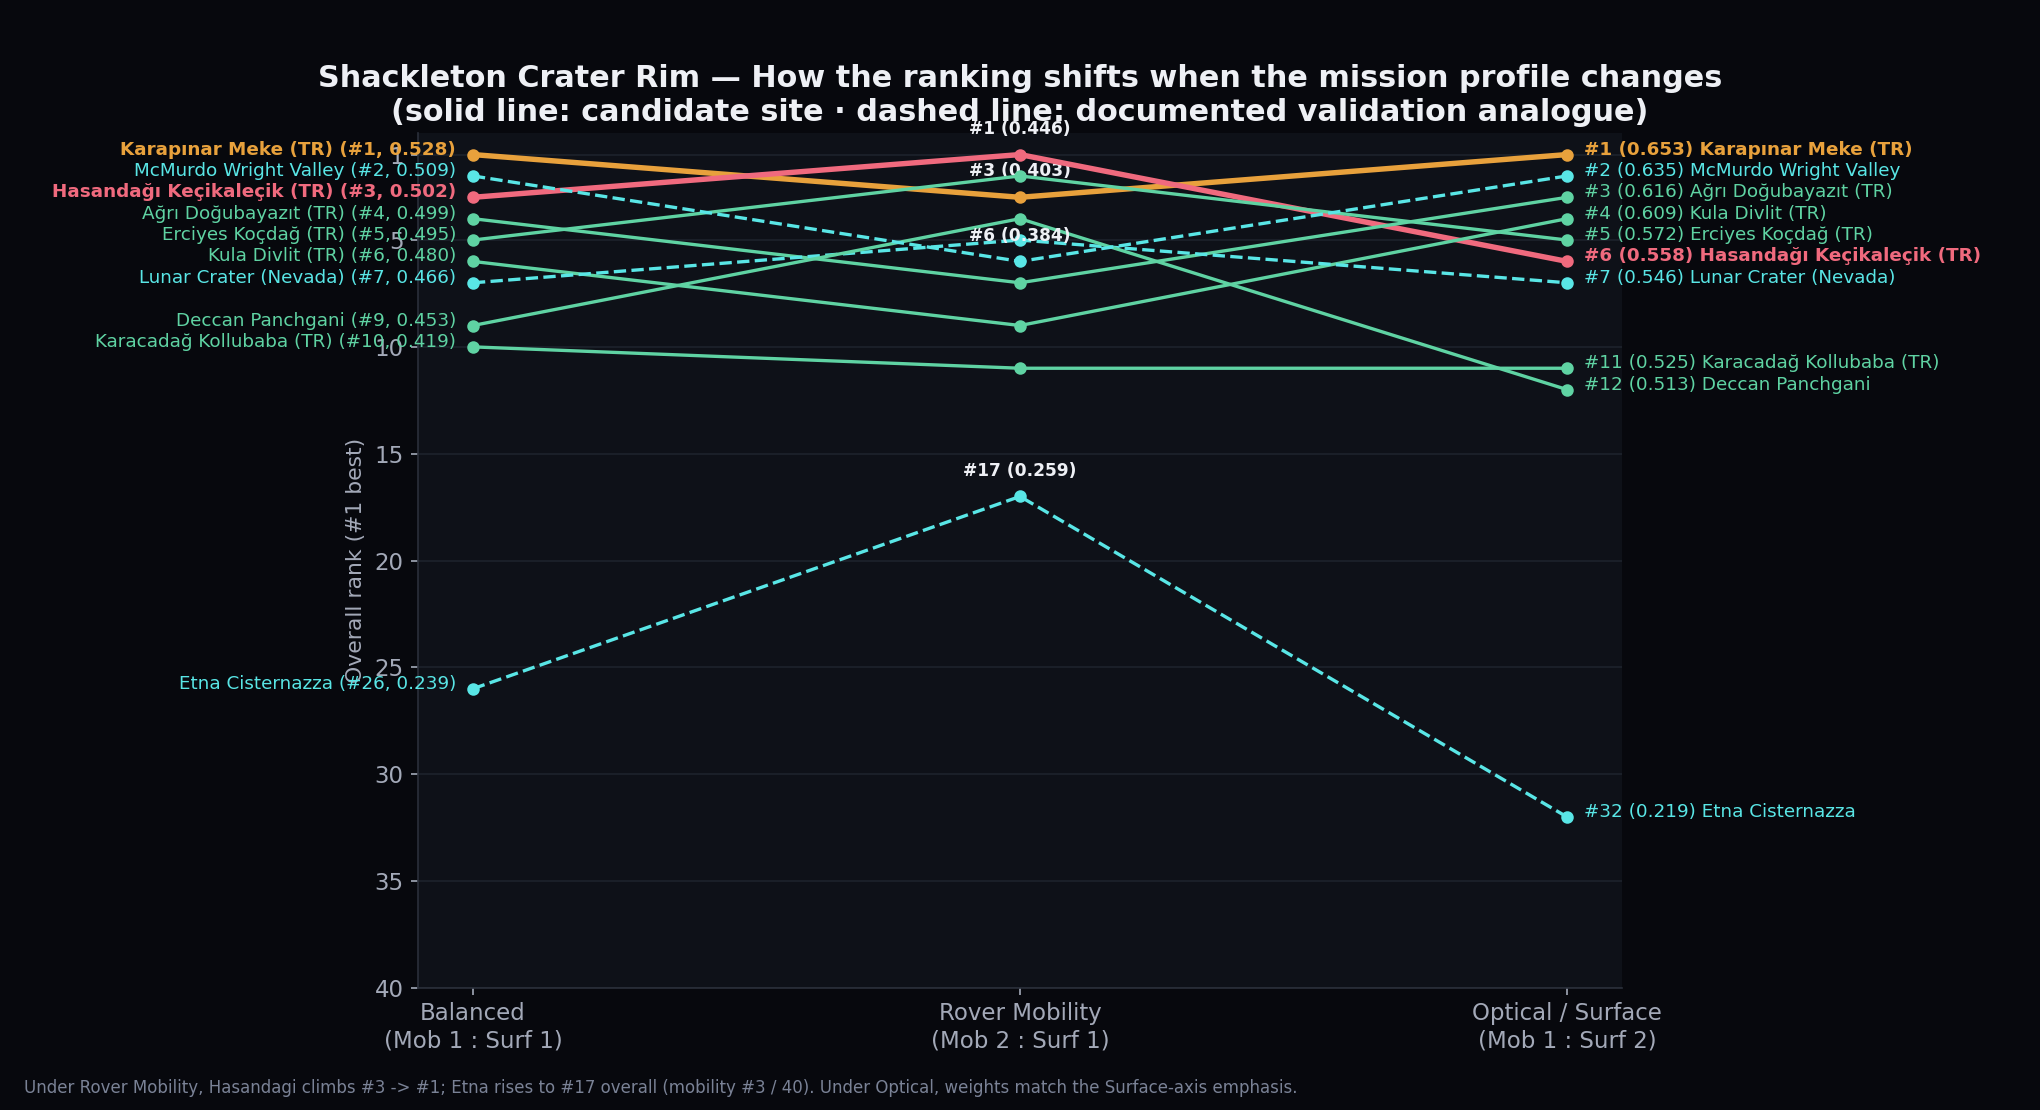 Shackleton Crater Rim — How the ranking shifts when the mission profile changes
(solid line: candidate site · dashed line: documented validation analogue)
#1 (0.446)
#3 (0.403)
#6 (0.384)
#17 (0.259)
Karapınar Meke (TR) (#1, 0.528)
McMurdo Wright Valley (#2, 0.509)
Hasandağı Keçikaleçik (TR) (#3, 0.502)
Ağrı Doğubayazıt (TR) (#4, 0.499)
Erciyes Koçdağ (TR) (#5, 0.495)
Kula Divlit (TR) (#6, 0.480)
Lunar Crater (Nevada) (#7, 0.466)
Deccan Panchgani (#9, 0.453)
Karacadağ Kollubaba (TR) (#10, 0.419)
Etna Cisternazza (#26, 0.239)
#1 (0.653) Karapınar Meke (TR)
#2 (0.635) McMurdo Wright Valley
#3 (0.616) Ağrı Doğubayazıt (TR)
#4 (0.609) Kula Divlit (TR)
#5 (0.572) Erciyes Koçdağ (TR)
#6 (0.558) Hasandağı Keçikaleçik (TR)
#7 (0.546) Lunar Crater (Nevada)
#11 (0.525) Karacadağ Kollubaba (TR)
#12 (0.513) Deccan Panchgani
#32 (0.219) Etna Cisternazza
Overall rank (#1 best)
1
5
10
15
20
25
30
35
40
Balanced
(Mob 1 : Surf 1)
Rover Mobility
(Mob 2 : Surf 1)
Optical / Surface
(Mob 1 : Surf 2)
Under Rover Mobility, Hasandagi climbs #3 -> #1; Etna rises to #17 overall (mobility #3 / 40). Under Optical, weights match the Surface-axis emphasis.